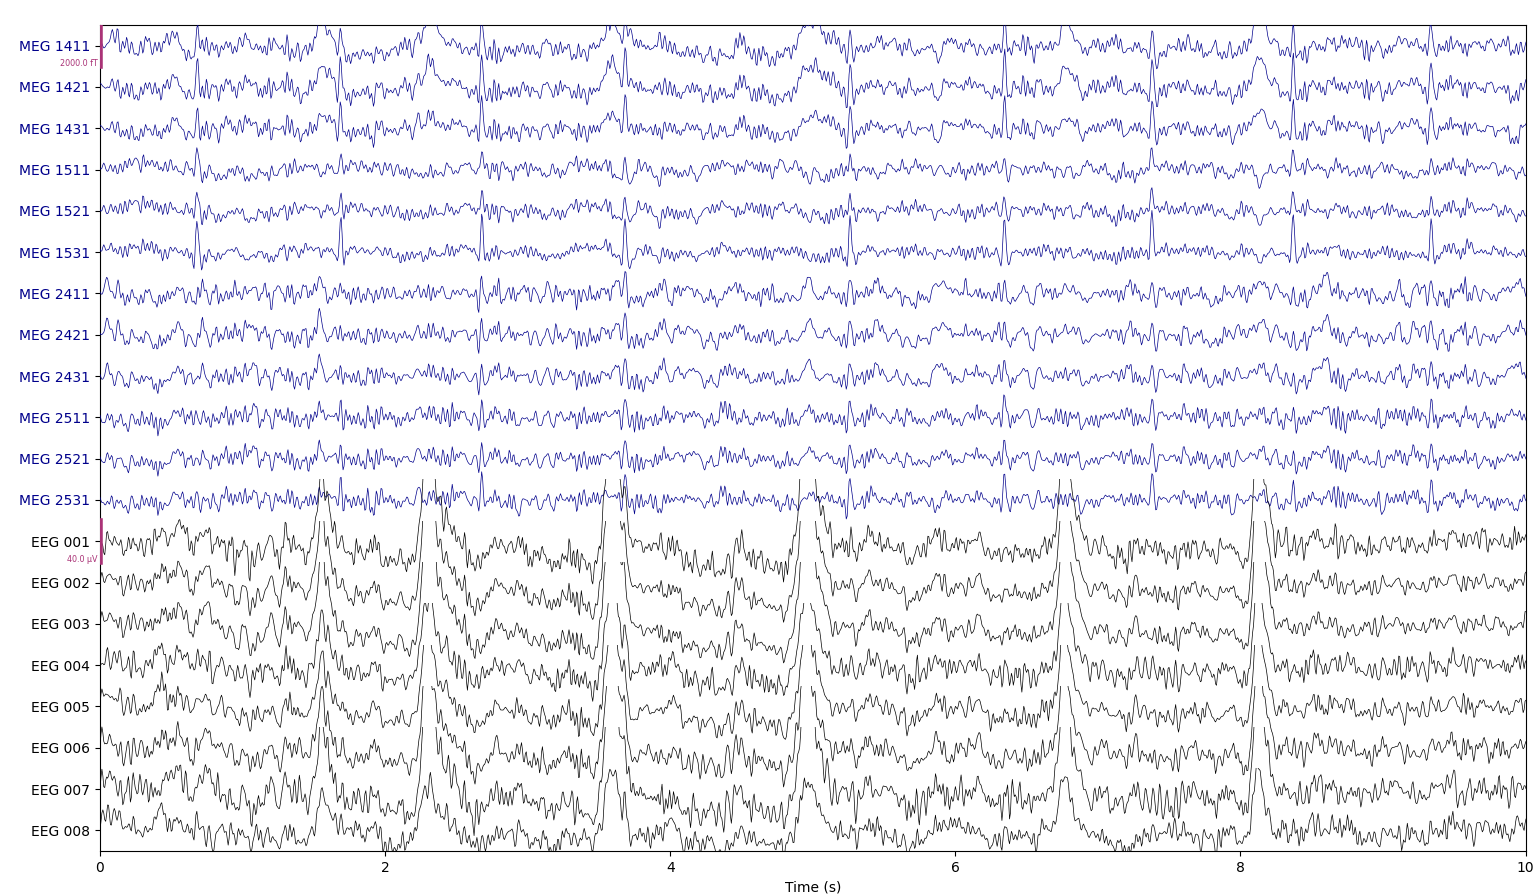 MEG 1411
2000.0 fT
MEG 1421
MEG 1431
MEG 1511
MEG 1521
MEG 1531
MEG 2411
MEG 2421
MEG 2431
MEG 2511
MEG 2521
MEG 2531
EEG 001
40.0 µV
EEG 002
EEG 003
EEG 004
EEG 005
EEG 006
EEG 007
EEG 008
0 2 4 6 8 10
Time (s)